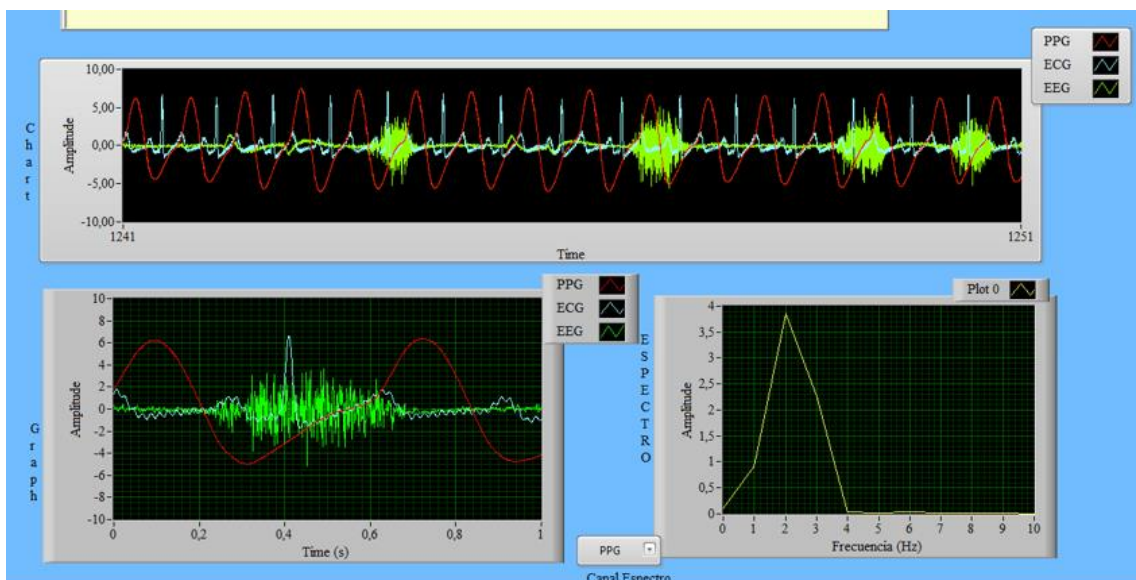 PPG
ECG
EEG
Chart
Amplitude
10,00
5,00
0,00
-5,00
-10,00
1241
1251
Time
PPG
ECG
EEG
Graph
Amplitude
10
8
6
4
2
0
-2
-4
-6
-8
-10
0
0,2
0,4
0,6
0,8
1
Time (s)
Plot 0
ESPECTRO
Amplitude
4
3,5
3
2,5
2
1,5
1
0,5
0
0 1 2 3 4 5 6 7 8 9 10
Frecuencia (Hz)
PPG
Canal Espectro